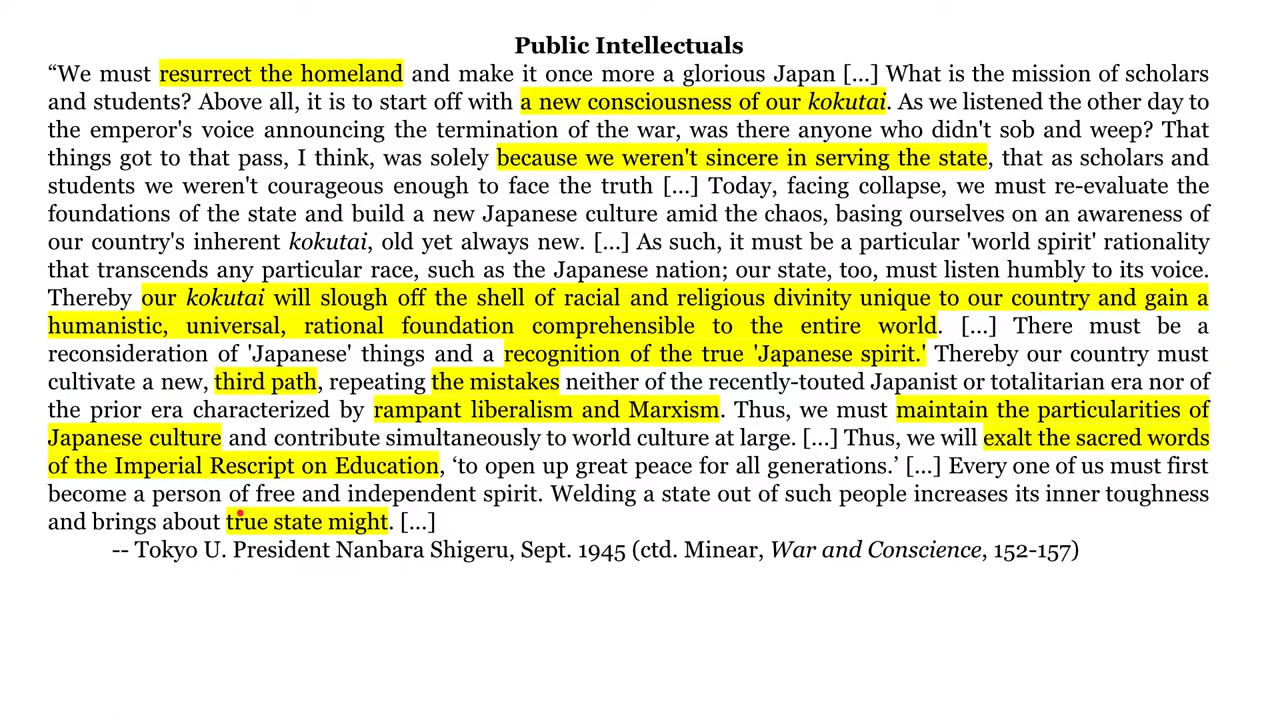 Public Intellectuals
“We must resurrect the homeland and make it once more a glorious Japan [...] What is the mission of scholars
and students? Above all, it is to start off with a new consciousness of our kokutai. As we listened the other day to
the emperor's voice announcing the termination of the war, was there anyone who didn't sob and weep? That
things got to that pass, I think, was solely because we weren't sincere in serving the state, that as scholars and
students we weren't courageous enough to face the truth [...] Today, facing collapse, we must re-evaluate the
foundations of the state and build a new Japanese culture amid the chaos, basing ourselves on an awareness of
our country's inherent kokutai, old yet always new. [...] As such, it must be a particular 'world spirit' rationality
that transcends any particular race, such as the Japanese nation; our state, too, must listen humbly to its voice.
Thereby our kokutai will slough off the shell of racial and religious divinity unique to our country and gain a
humanistic, universal, rational foundation comprehensible to the entire world. [...] There must be a
reconsideration of 'Japanese' things and a recognition of the true 'Japanese spirit.' Thereby our country must
cultivate a new, third path, repeating the mistakes neither of the recently-touted Japanist or totalitarian era nor of
the prior era characterized by rampant liberalism and Marxism. Thus, we must maintain the particularities of
Japanese culture and contribute simultaneously to world culture at large. [...] Thus, we will exalt the sacred words
of the Imperial Rescript on Education, ‘to open up great peace for all generations.’ [...] Every one of us must first
become a person of free and independent spirit. Welding a state out of such people increases its inner toughness
and brings about true state might. [...]
-- Tokyo U. President Nanbara Shigeru, Sept. 1945 (ctd. Minear, War and Conscience, 152-157)